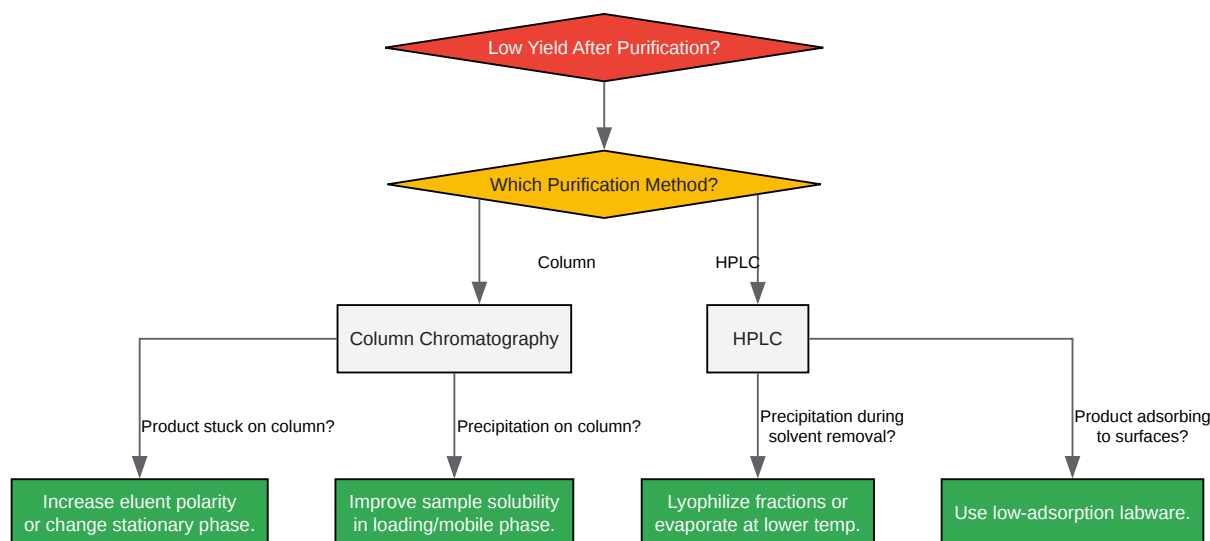 Low Yield After Purification?
Which Purification Method?
Column
HPLC
Column Chromatography
HPLC
Product stuck on column?
Precipitation on column?
Precipitation during
solvent removal?
Product adsorbing
to surfaces?
Increase eluent polarity
or change stationary phase.
Improve sample solubility
in loading/mobile phase.
Lyophilize fractions or
evaporate at lower temp.
Use low-adsorption labware.